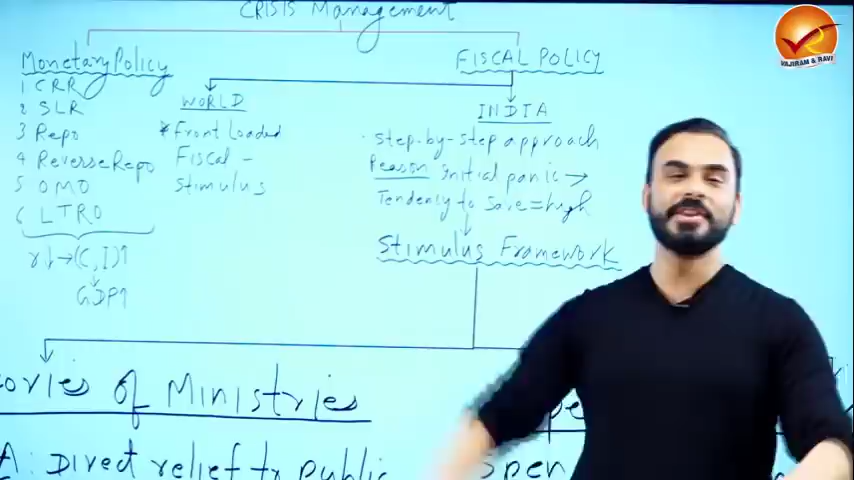 CRISIS Management
Monetary Policy
1 CRR
2 SLR
3 Repo
4 Reverse Repo
5 OMO
6 LTRO
r↓→(C,I)↑
↓
GDP↑
FISCAL POLICY
WORLD
*Front Loaded
Fiscal -
stimulus
INDIA
step-by-step approach
Reason Initial panic →
Tendency to save=high
Stimulus Framework
ories of Ministries
A: Direct relief to public
Spen
VAJIRAM & RAVI